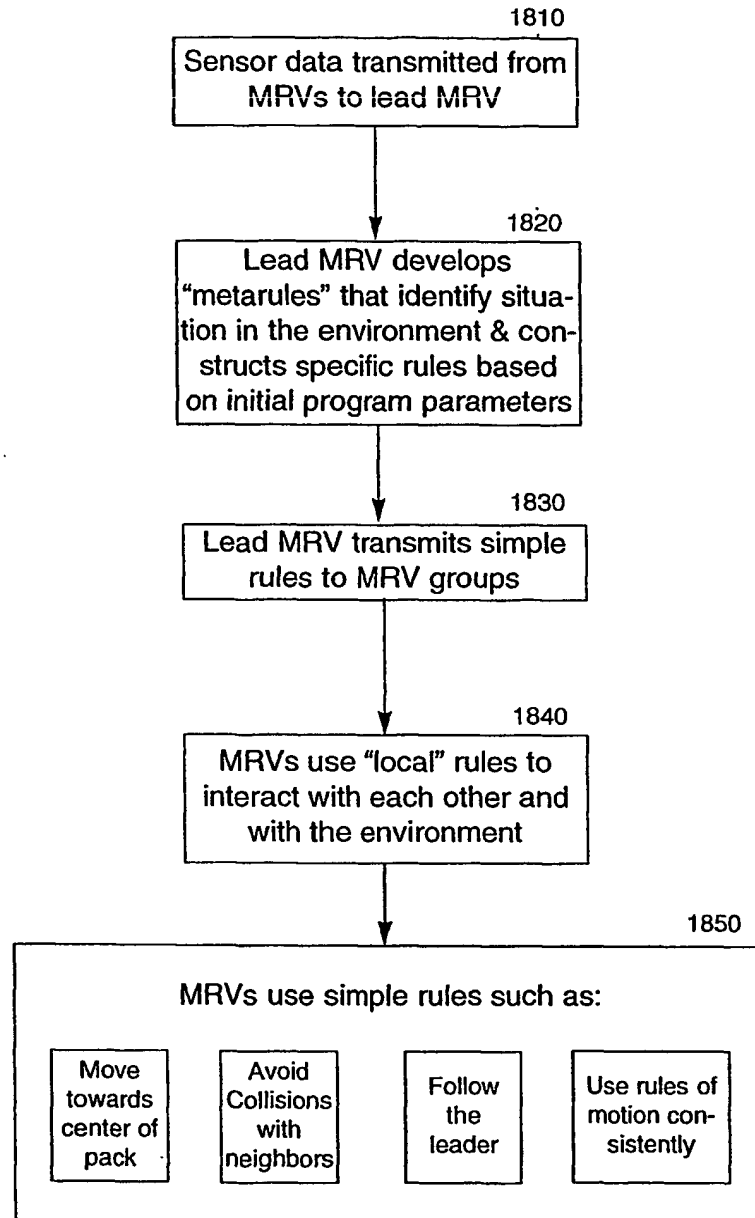 1810
Sensor data transmitted from
MRVs to lead MRV
1820
Lead MRV develops
“metarules” that identify situa-
tion in the environment & con-
structs specific rules based
on initial program parameters
1830
Lead MRV transmits simple
rules to MRV groups
1840
MRVs use “local” rules to
interact with each other and
with the environment
1850
MRVs use simple rules such as:
Move
towards
center of
pack
Avoid
Collisions
with
neighbors
Follow
the
leader
Use rules of
motion con-
sistently